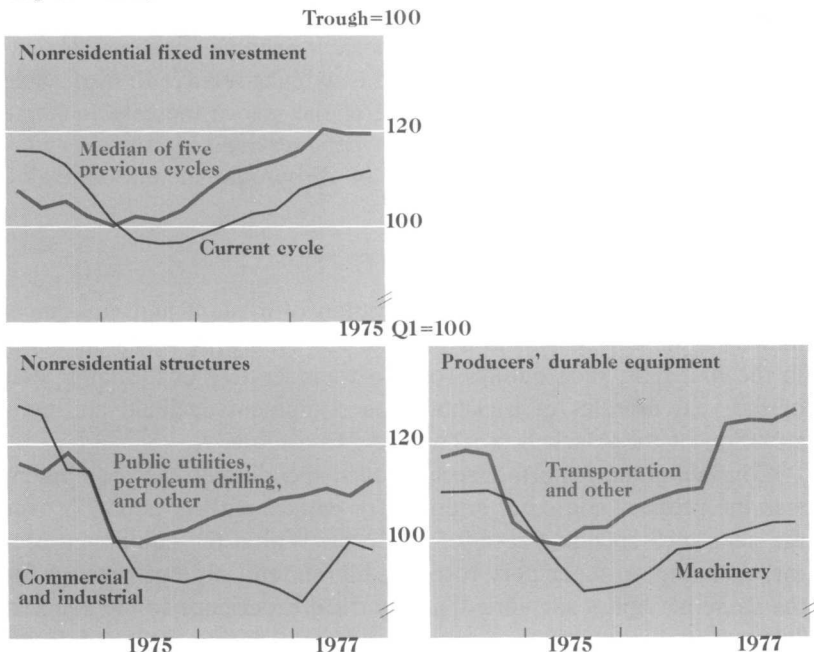 Trough=100
Nonresidential fixed investment
120
Median of five
previous cycles
100
Current cycle
1975 Q1=100
Nonresidential structures
Producers' durable equipment
120
Public utilities,
petroleum drilling,
and other
Transportation
and other
100
Commercial
and industrial
Machinery
1975
1977
1975
1977